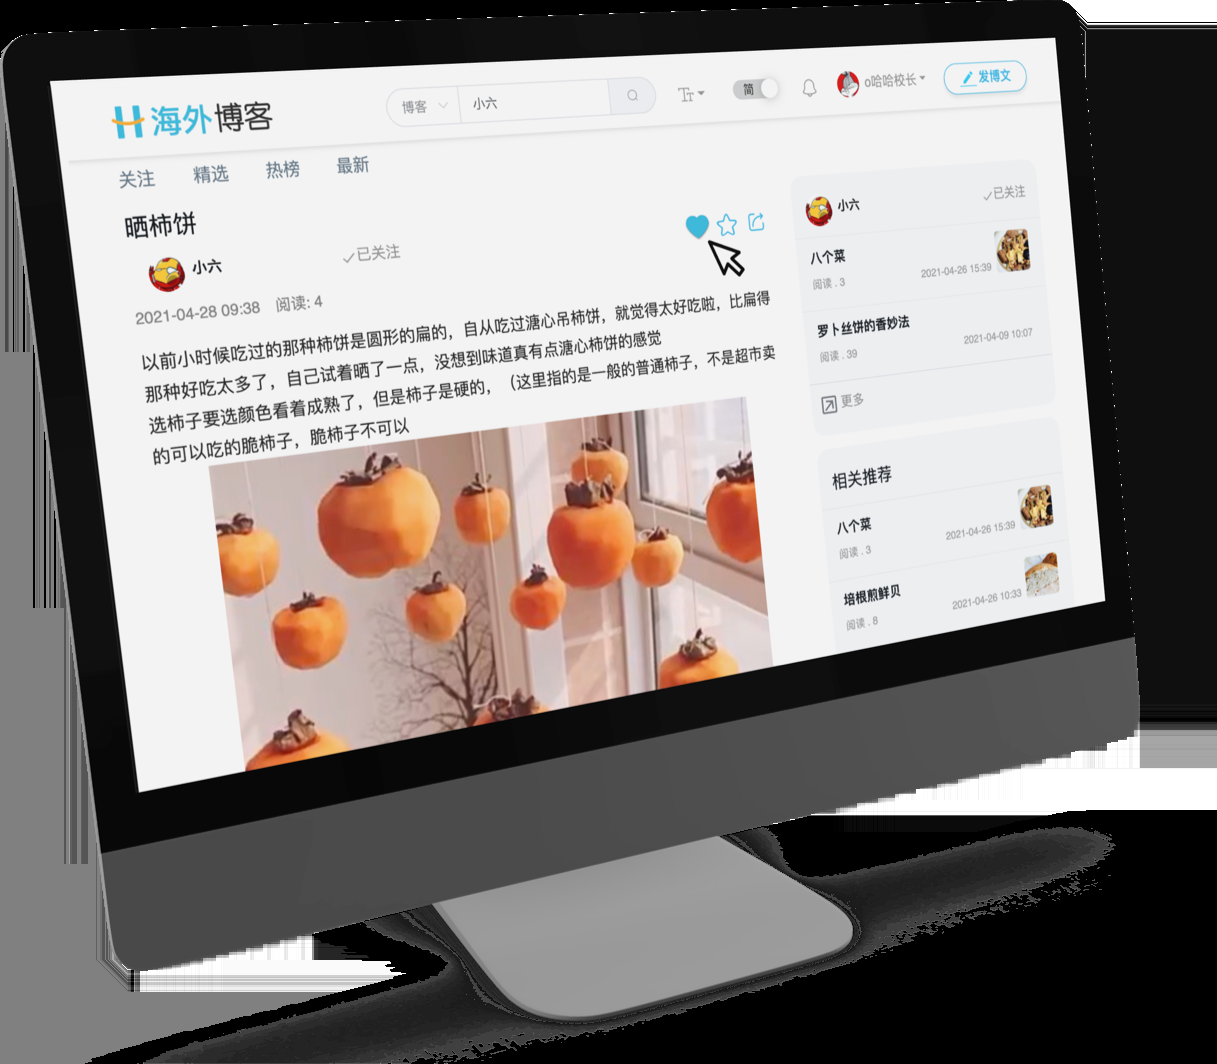 海外博客
博客
小六
简
o哈哈校长
发博文
关注
精选
热榜
最新
晒柿饼
小六
已关注
2021-04-28 09:38 阅读: 4
以前小时候吃过的那种柿饼是圆形的扁的，自从吃过溏心吊柿饼，就觉得太好吃啦，比扁得
那种好吃太多了，自己试着晒了一点，没想到味道真有点溏心柿饼的感觉
选柿子要选颜色看着成熟了，但是柿子是硬的，（这里指的是一般的普通柿子，不是超市卖
的可以吃的脆柿子，脆柿子不可以
小六
已关注
八个菜
阅读 . 3
2021-04-26 15:39
罗卜丝饼的香妙法
阅读 . 39
2021-04-09 10:07
更多
相关推荐
八个菜
阅读 . 3
2021-04-26 15:39
培根煎鲜贝
阅读 . 8
2021-04-26 10:33